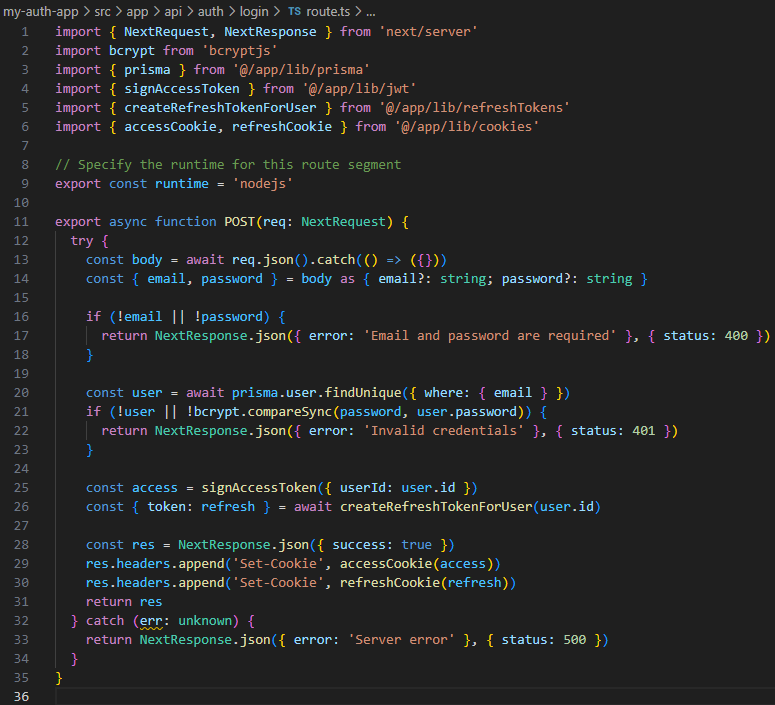 my-auth-app > src > app > api > auth > login > TS route.ts > ...
1 import { NextRequest, NextResponse } from 'next/server'
2 import bcrypt from 'bcryptjs'
3 import { prisma } from '@/app/lib/prisma'
4 import { signAccessToken } from '@/app/lib/jwt'
5 import { createRefreshTokenForUser } from '@/app/lib/refreshTokens'
6 import { accessCookie, refreshCookie } from '@/app/lib/cookies'
7
8 // Specify the runtime for this route segment
9 export const runtime = 'nodejs'
10
11 export async function POST(req: NextRequest) {
12   try {
13     const body = await req.json().catch(() => ({}))
14     const { email, password } = body as { email?: string; password?: string }
15
16     if (!email || !password) {
17       return NextResponse.json({ error: 'Email and password are required' }, { status: 400 })
18     }
19
20     const user = await prisma.user.findUnique({ where: { email } })
21     if (!user || !bcrypt.compareSync(password, user.password)) {
22       return NextResponse.json({ error: 'Invalid credentials' }, { status: 401 })
23     }
24
25     const access = signAccessToken({ userId: user.id })
26     const { token: refresh } = await createRefreshTokenForUser(user.id)
27
28     const res = NextResponse.json({ success: true })
29     res.headers.append('Set-Cookie', accessCookie(access))
30     res.headers.append('Set-Cookie', refreshCookie(refresh))
31     return res
32   } catch (err: unknown) {
33     return NextResponse.json({ error: 'Server error' }, { status: 500 })
34   }
35 }
36